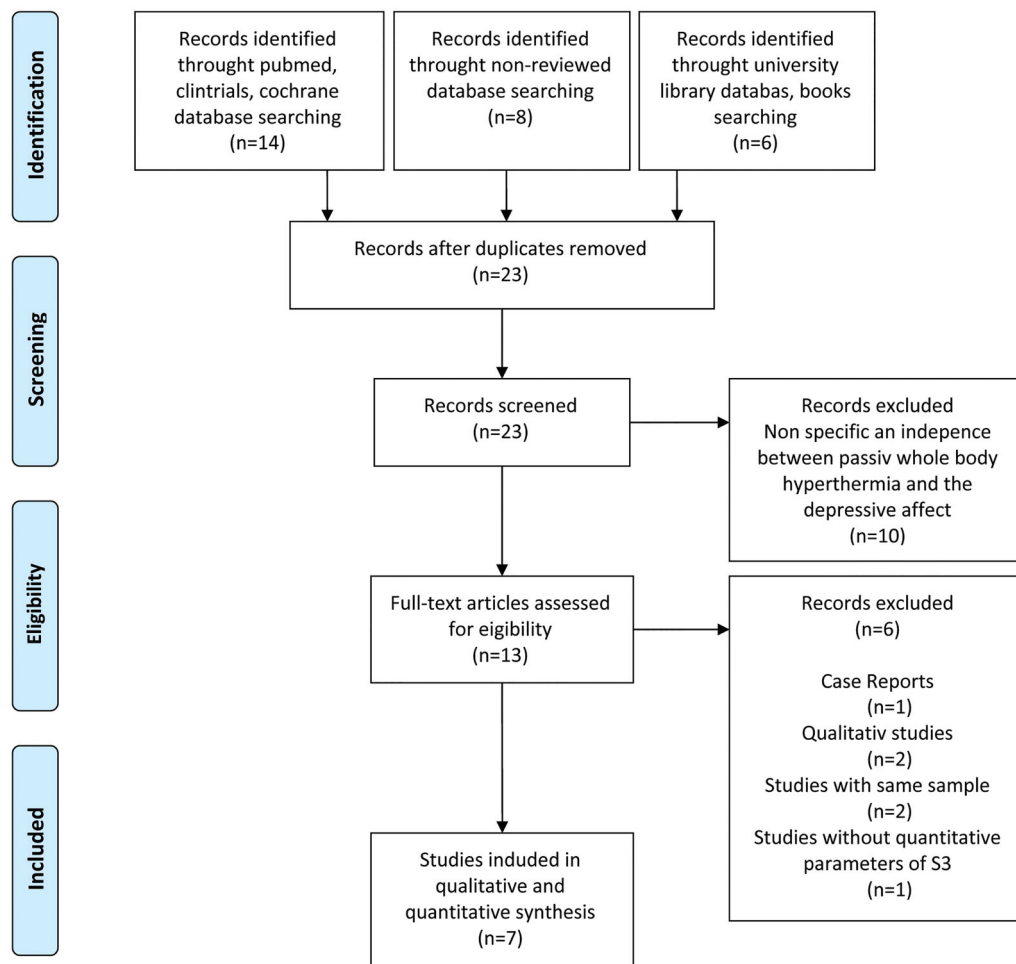 Identification
Records identified
throught pubmed,
clintrials, cochrane
database searching
(n=14)
Records identified
throught non-reviewed
database searching
(n=8)
Records identified
throught university
library databas, books
searching
(n=6)
Records after duplicates removed
(n=23)
Screening
Records screened
(n=23)
Records excluded
Non specific an indepence
between passiv whole body
hyperthermia and the
depressive affect
(n=10)
Eligibility
Full-text articles assessed
for eigibility
(n=13)
Records excluded
(n=6)
Case Reports
(n=1)
Qualitativ studies
(n=2)
Studies with same sample
(n=2)
Studies without quantitative
parameters of S3
(n=1)
Included
Studies induded in
qualitative and
quantitative synthesis
(n=7)